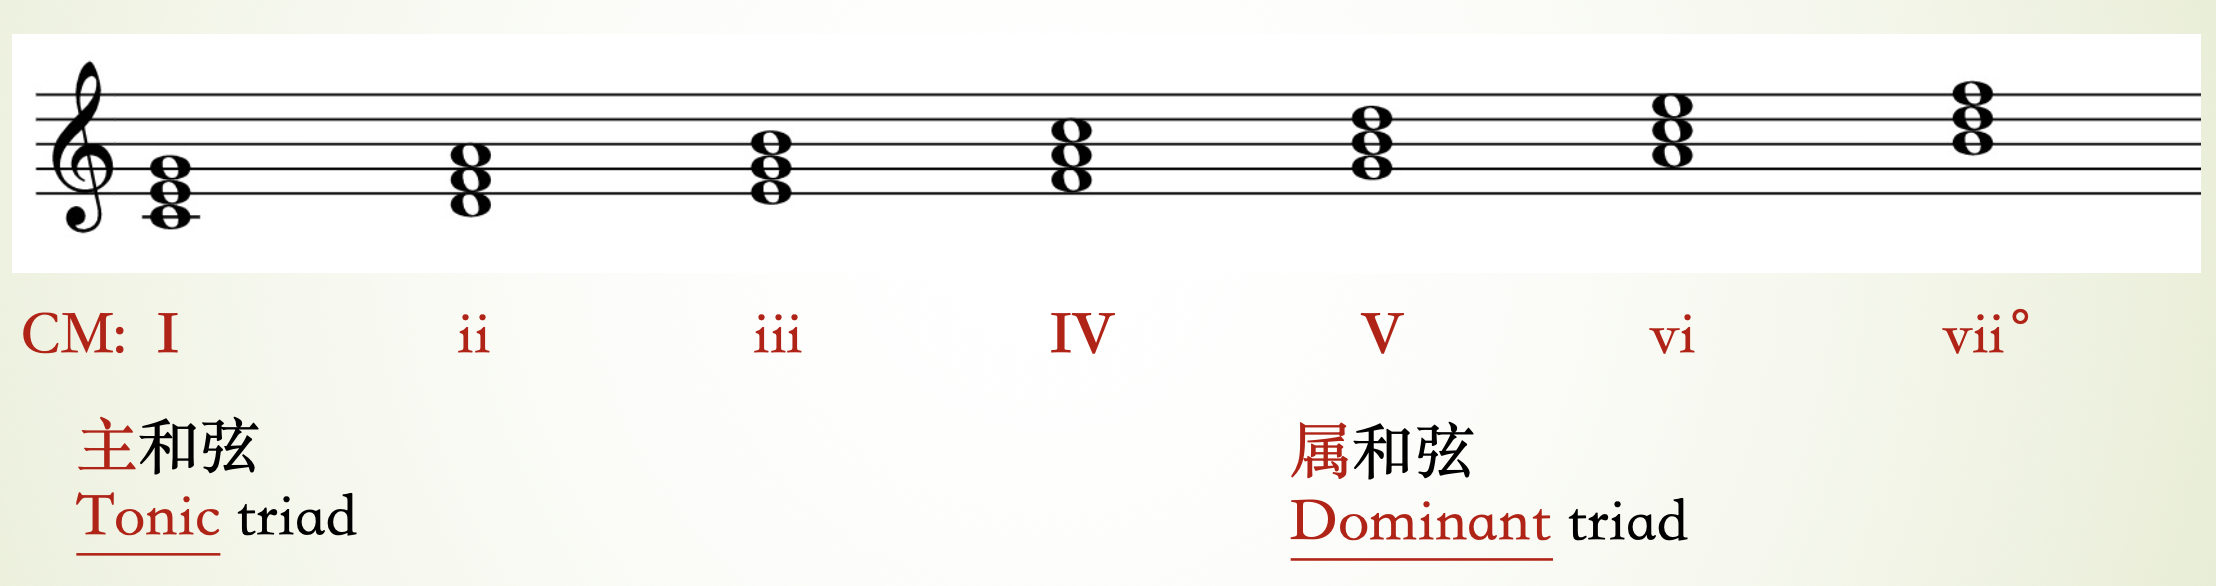 CM: I ii iii IV V vi vii°
主和弦 属和弦
Tonic triad Dominant triad